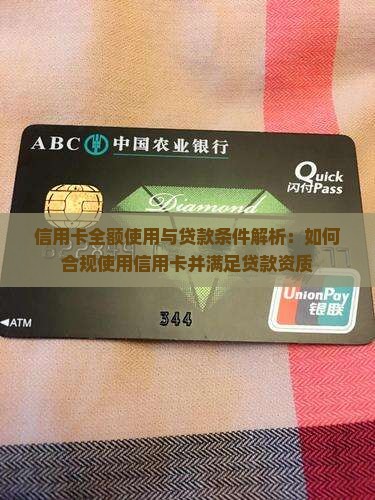 ABC 中国农业银行
Quick
闪付Pass
Diamond
信用卡全额使用与贷款条件解析：如何
合规使用信用卡并满足贷款资质
UnionPay
银联
344
◀ATM